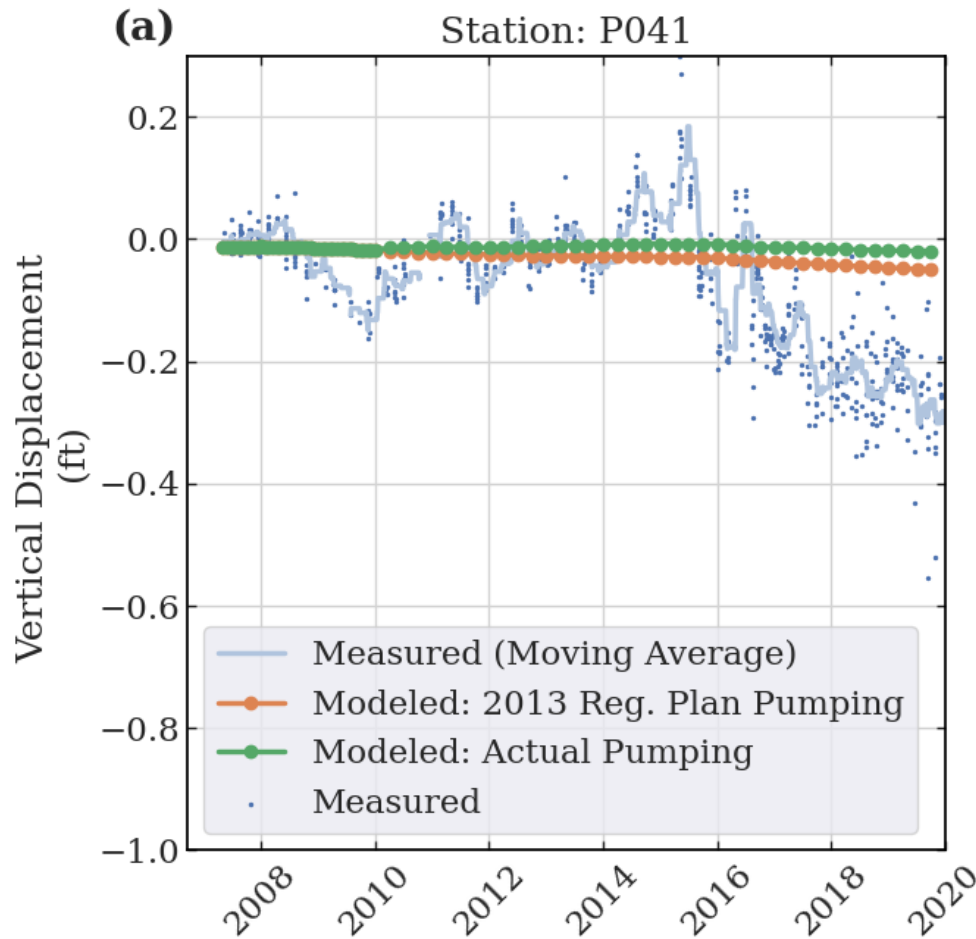 (a)
Station: P041
Vertical Displacement
(ft)
0.2
0.0
−0.2
−0.4
−0.6
−0.8
−1.0
Measured (Moving Average)
Modeled: 2013 Reg. Plan Pumping
Modeled: Actual Pumping
Measured
2008
2010
2012
2014
2016
2018
2020